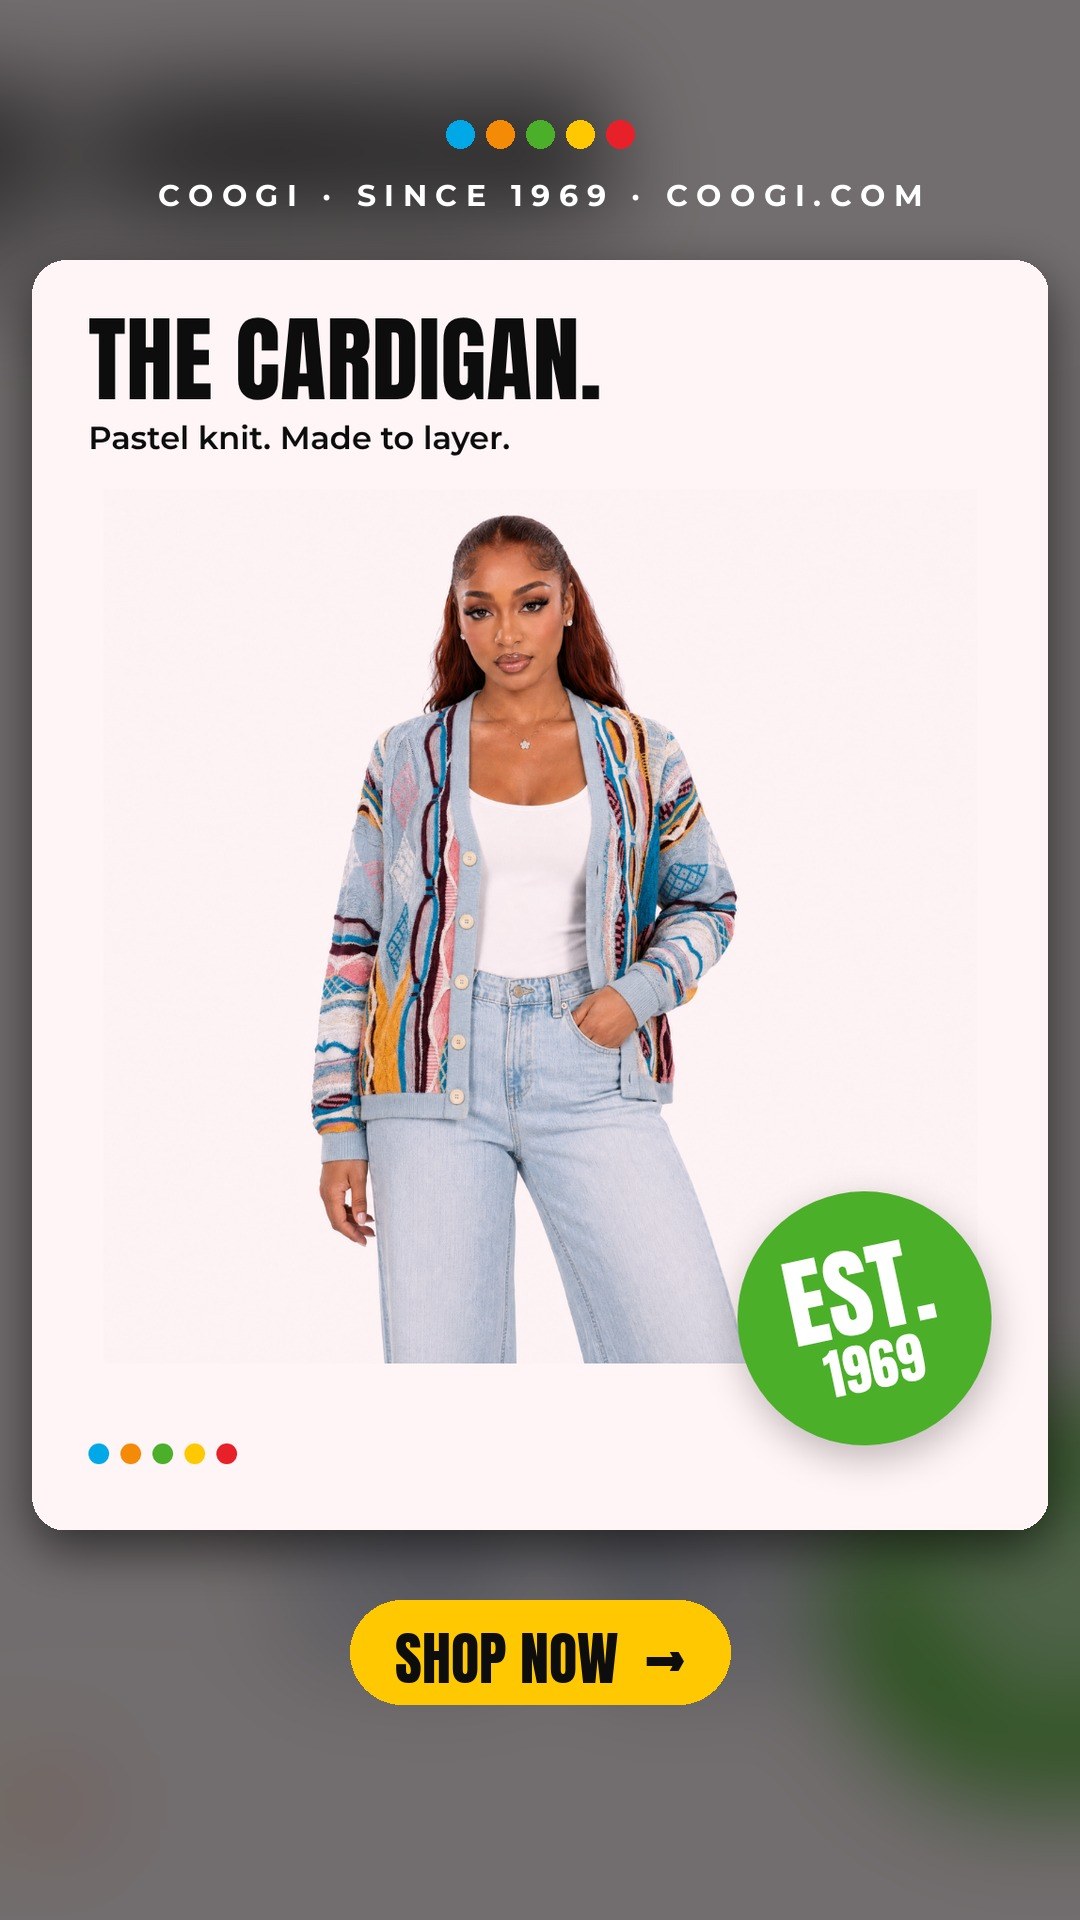 COOGI · SINCE 1969 · COOGI.COM
THE CARDIGAN.
Pastel knit. Made to layer.
EST.
1969
SHOP NOW →